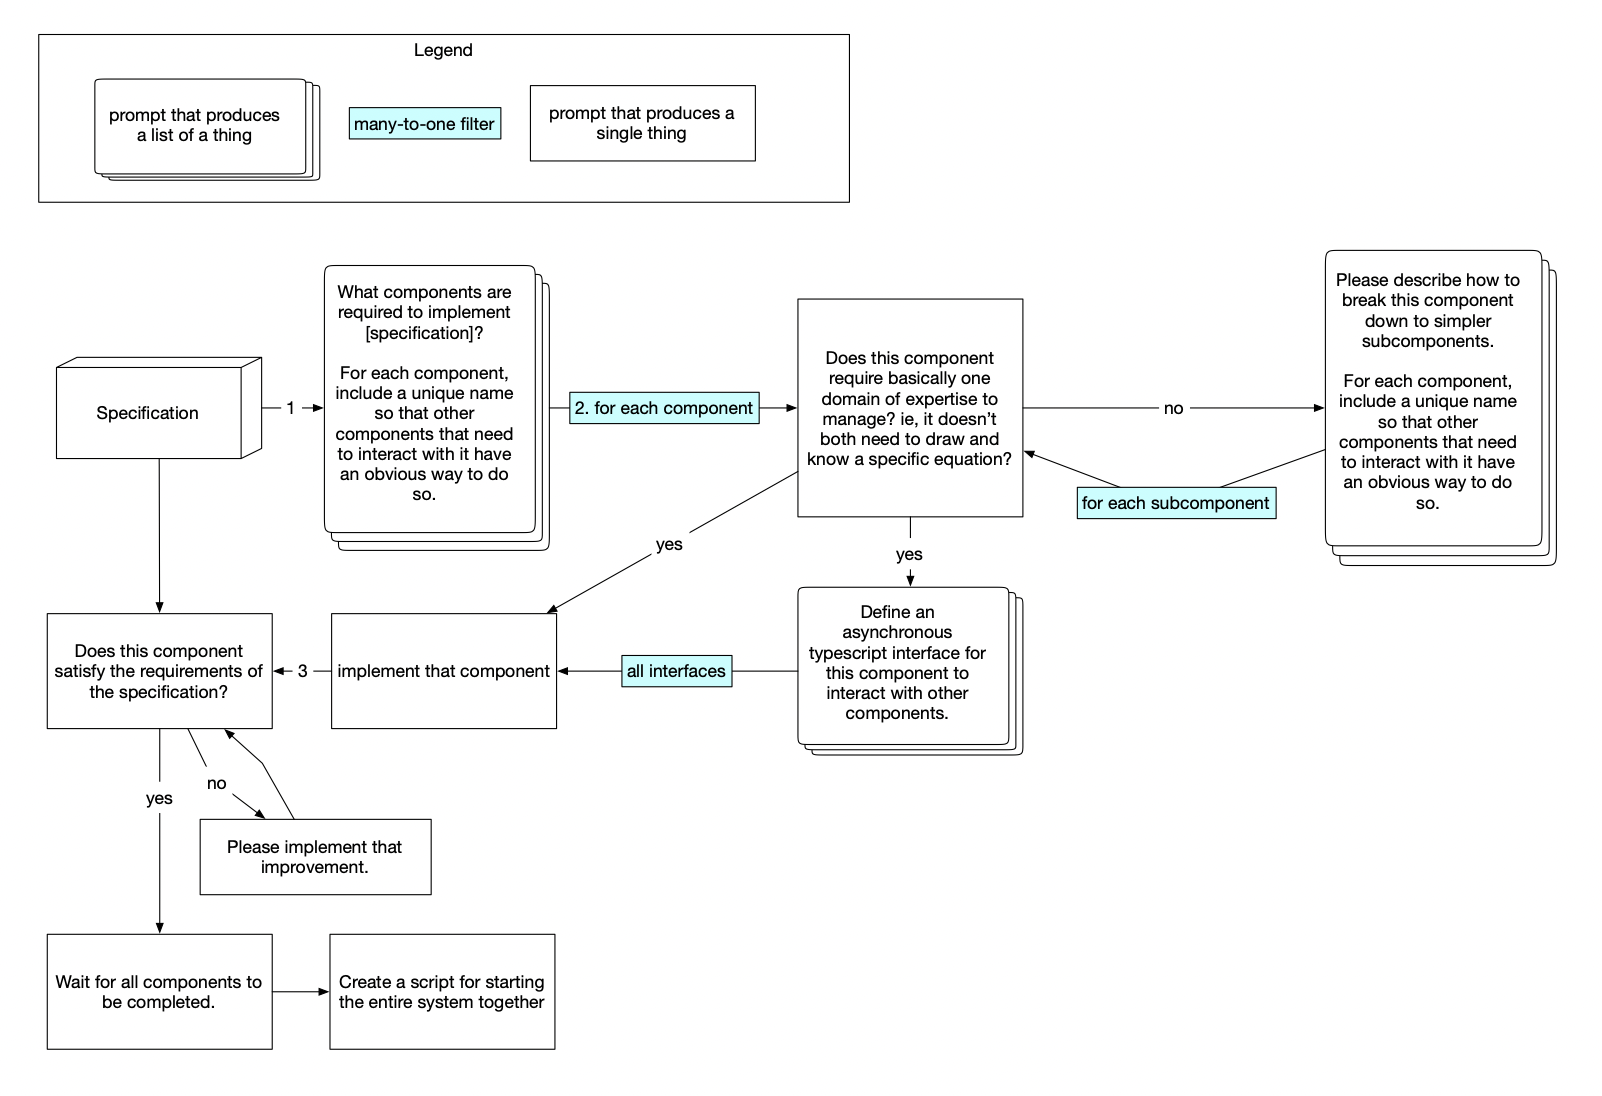 Legend
prompt that produces
a list of a thing
many-to-one filter
prompt that produces a
single thing
Specification
1
What components are
required to implement
[specification]?
For each component,
include a unique name
so that other
components that need
to interact with it have
an obvious way to do
so.
2. for each component
Does this component
require basically one
domain of expertise to
manage? ie, it doesn't
both need to draw and
know a specific equation?
no
Please describe how to
break this component
down to simpler
subcomponents.
For each component,
include a unique name
so that other
components that need
to interact with it have
an obvious way to do
so.
for each subcomponent
yes
yes
Does this component
satisfy the requirements of
the specification?
3
implement that component
all interfaces
Define an
asynchronous
typescript interface for
this component to
interact with other
components.
yes
no
Please implement that
improvement.
Wait for all components to
be completed.
Create a script for starting
the entire system together